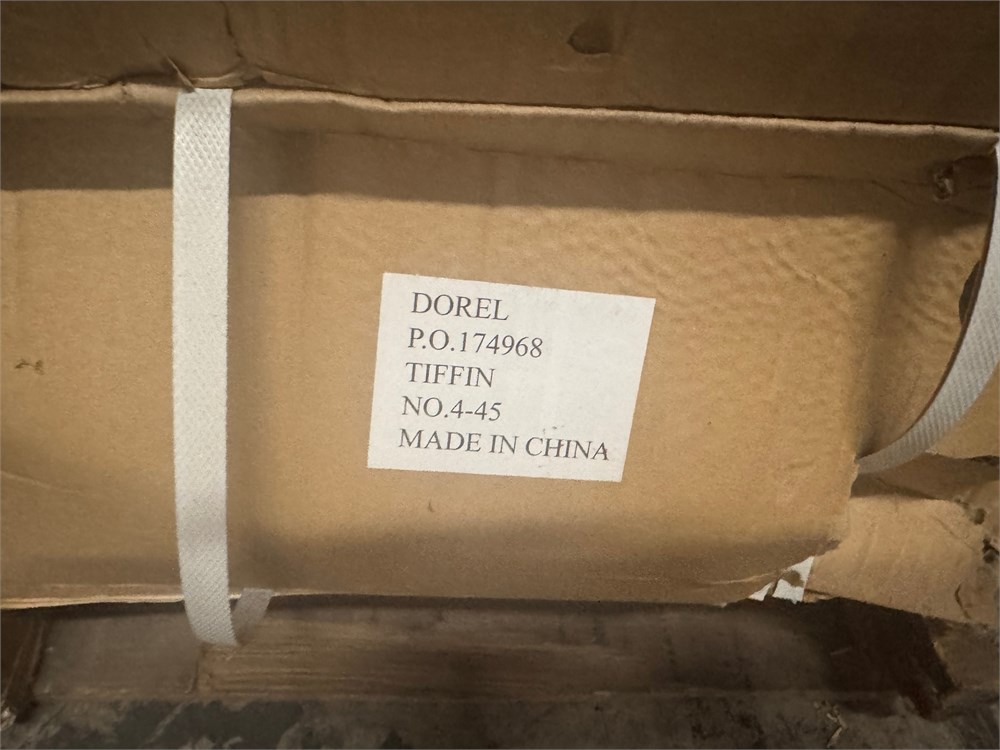 DOREL
P.O.174968
TIFFIN
NO.4-45
MADE IN CHINA